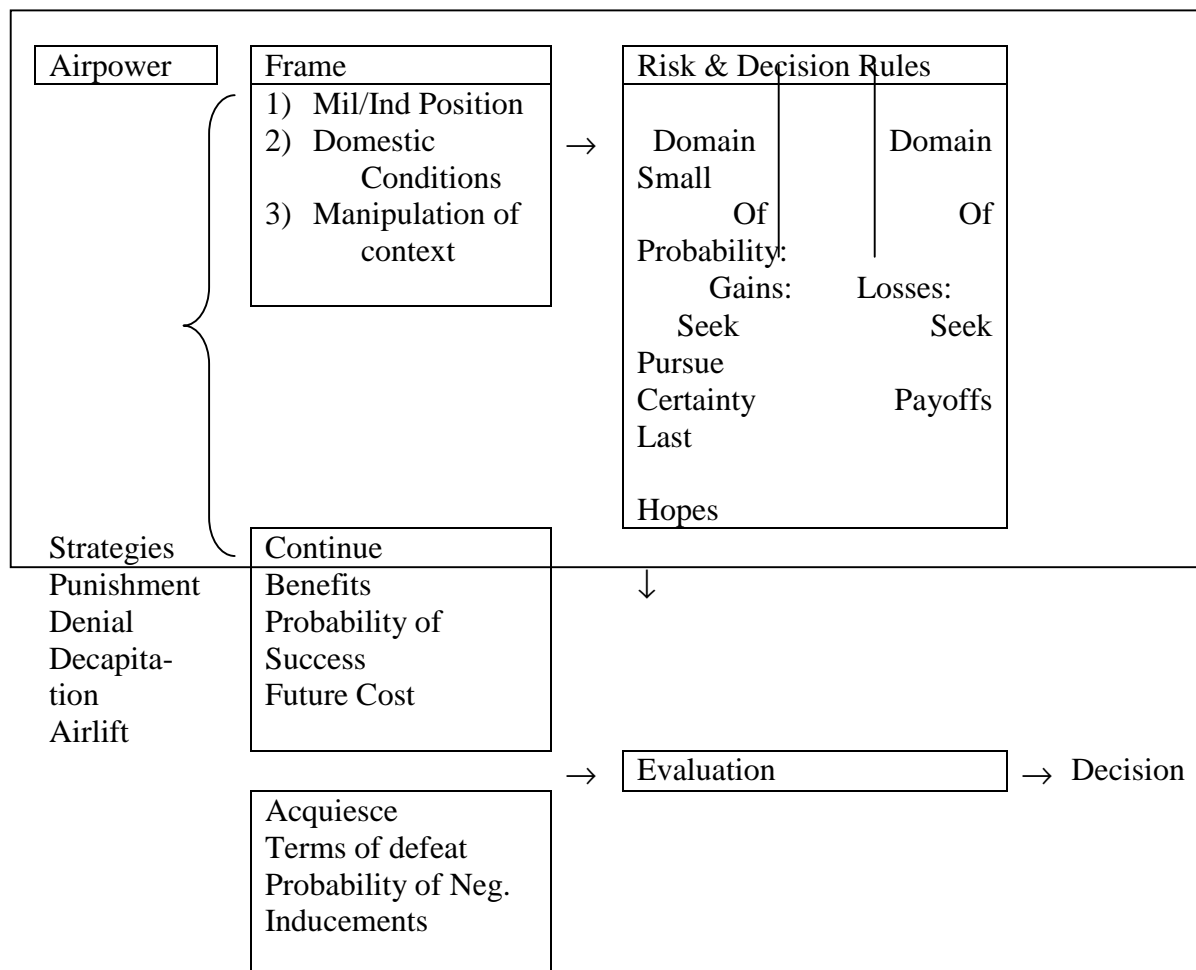 Airpower
Strategies
Punishment
Denial
Decapita-
tion
Airlift
Frame
1) Mil/Ind Position
2) Domestic
Conditions
3) Manipulation of
context
→
Risk & Decision Rules
Domain Domain
Small
Of Of
Probability:
Gains: Losses:
Seek Seek
Pursue
Certainty Payoffs
Last
Hopes
↓
Continue
Benefits
Probability of
Success
Future Cost
Acquiesce
Terms of defeat
Probability of Neg.
Inducements
→
Evaluation
→ Decision